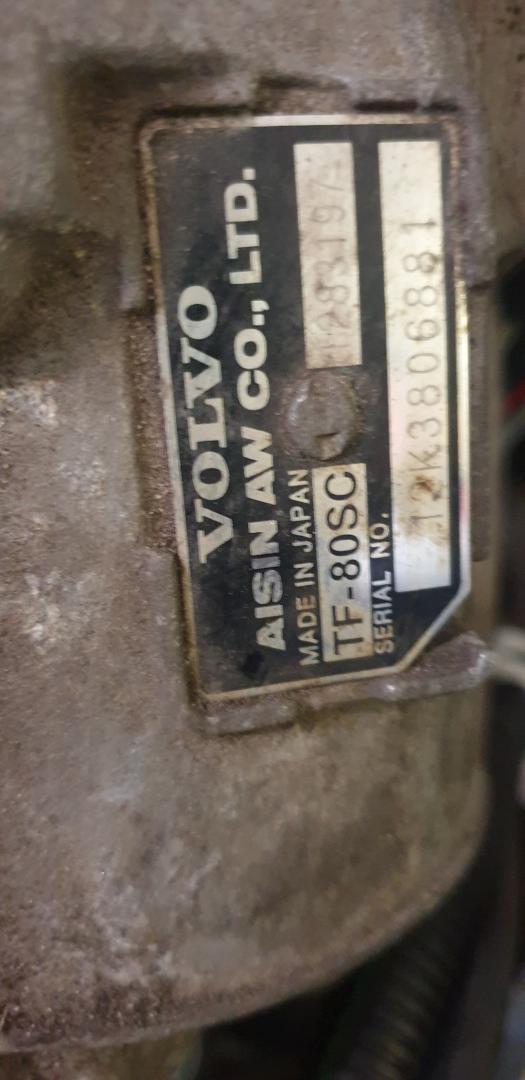 VOLVO
AISIN AW CO., LTD.
MADE IN JAPAN
TF-80SC 1283197
SERIAL NO.
12K3806881